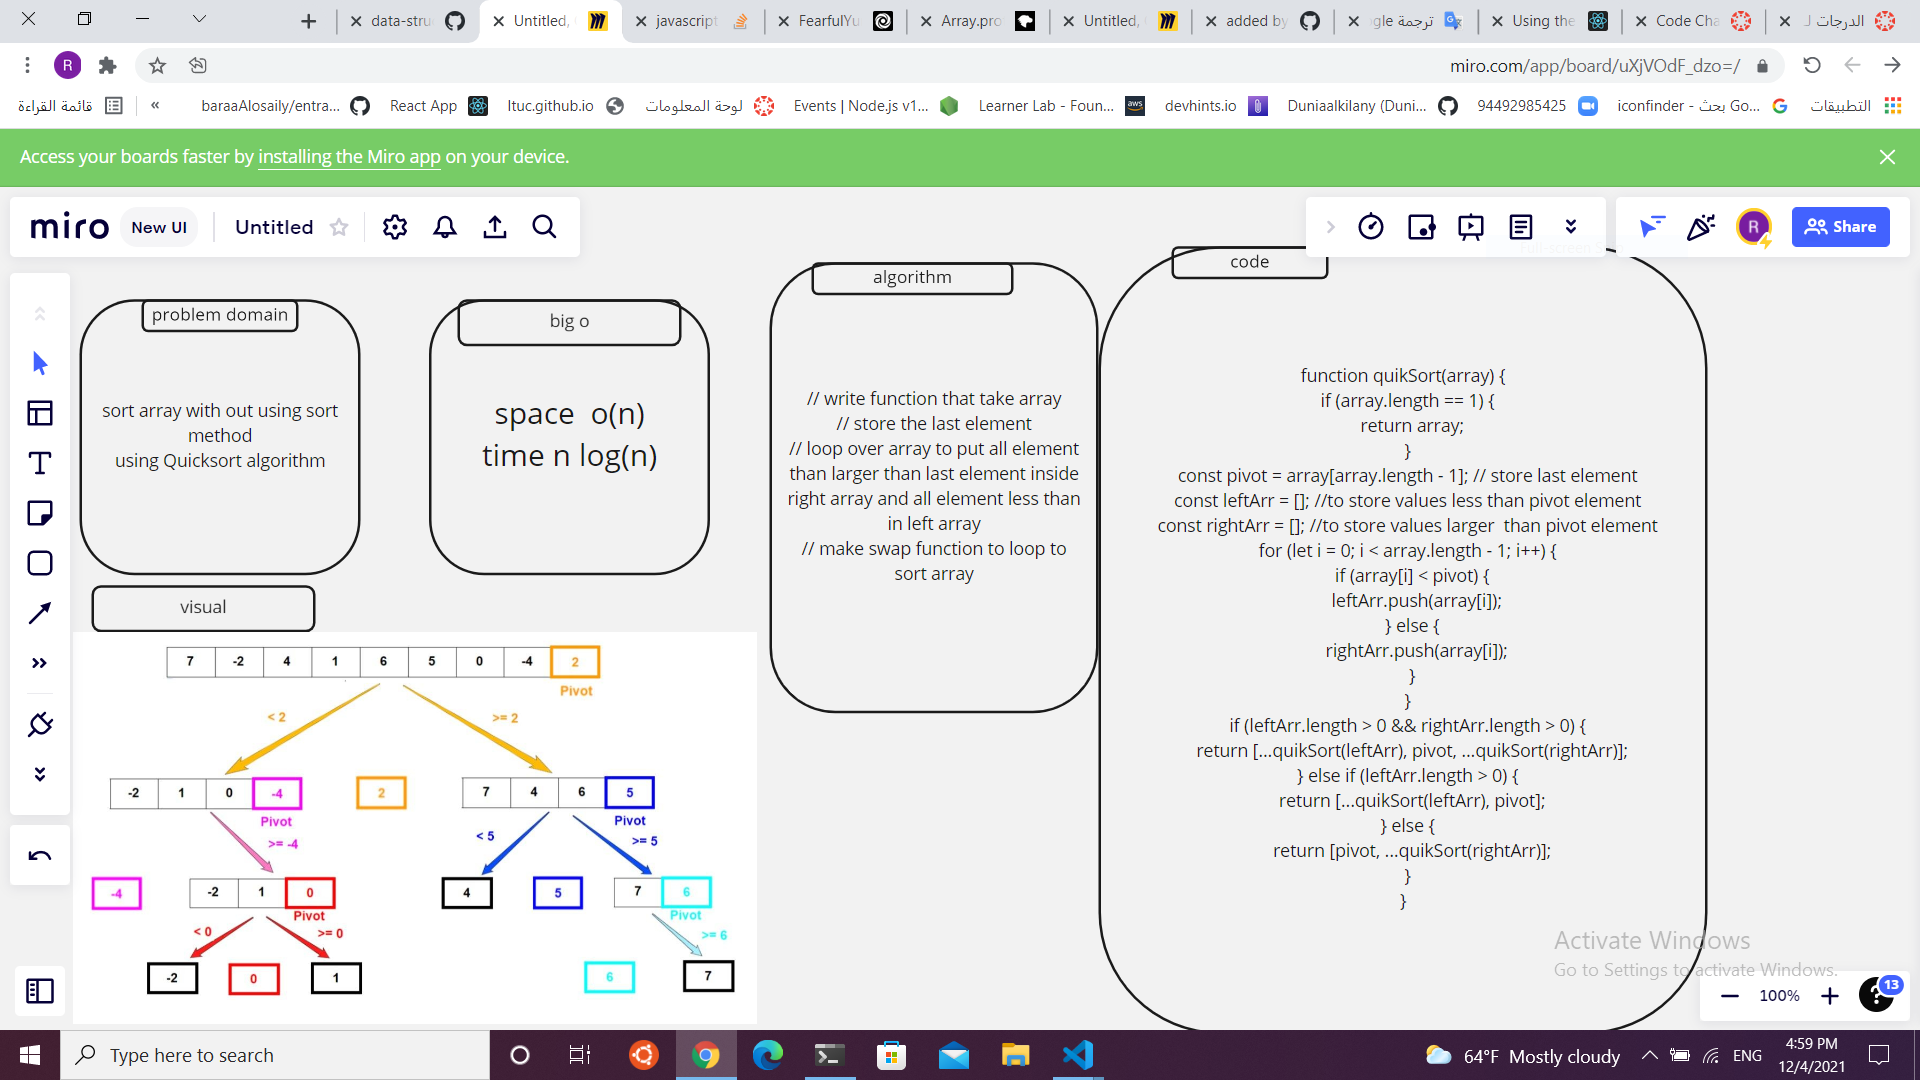 data-stru
Untitled,
javascript
FearfulYu
Array.pro
Untitled,
added by
ترجمة gle
Using the
Code Cha
الدرجات لـ
R
miro.com/app/board/uXjVOdF_dzo=/
قائمة القراءة
«
baraaAlosaily/entra...
React App
ltuc.github.io
لوحة المعلومات
Events | Node.js v1...
Learner Lab - Foun...
aws
devhints.io
Duniaalkilany (Duni...
94492985425
iconfinder - بحث Go...
التطبيقات
Access your boards faster by installing the Miro app on your device.
miro
New UI
Untitled
R
Share
problem domain
sort array with out using sort
method
using Quicksort algorithm
big o
space o(n)
time n log(n)
algorithm
// write function that take array
// store the last element
// loop over array to put all element
than larger than last element inside
right array and all element less than
in left array
// make swap function to loop to
sort array
code
function quikSort(array) {
if (array.length == 1) {
return array;
}
const pivot = array[array.length - 1]; // store last element
const leftArr = []; //to store values less than pivot element
const rightArr = []; //to store values larger than pivot element
for (let i = 0; i < array.length - 1; i++) {
if (array[i] < pivot) {
leftArr.push(array[i]);
} else {
rightArr.push(array[i]);
}
}
if (leftArr.length > 0 && rightArr.length > 0) {
return [...quikSort(leftArr), pivot, ...quikSort(rightArr)];
} else if (leftArr.length > 0) {
return [...quikSort(leftArr), pivot];
} else {
return [pivot, ...quikSort(rightArr)];
}
}
visual
7 -2 4 1 6 5 0 -4 2
Pivot
< 2 >= 2
-2 1 0 -4 2 7 4 6 5
Pivot Pivot
>= -4 < 5 >= 5
-4 -2 1 0 4 5 7 6
Pivot Pivot
< 0 >= 0 >= 6
-2 0 1 6 7
Activate Windows
Go to Settings to activate Windows.
100%
?
13
Type here to search
64°F Mostly cloudy
ENG
4:59 PM
12/4/2021